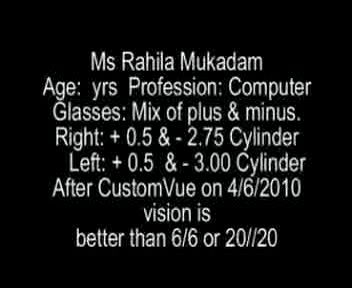 Ms Rahila Mukadam
Age: yrs Profession: Computer
Glasses: Mix of plus & minus.
Right: + 0.5 & - 2.75 Cylinder
Left: + 0.5 & - 3.00 Cylinder
After CustomVue on 4/6/2010
vision is
better than 6/6 or 20//20